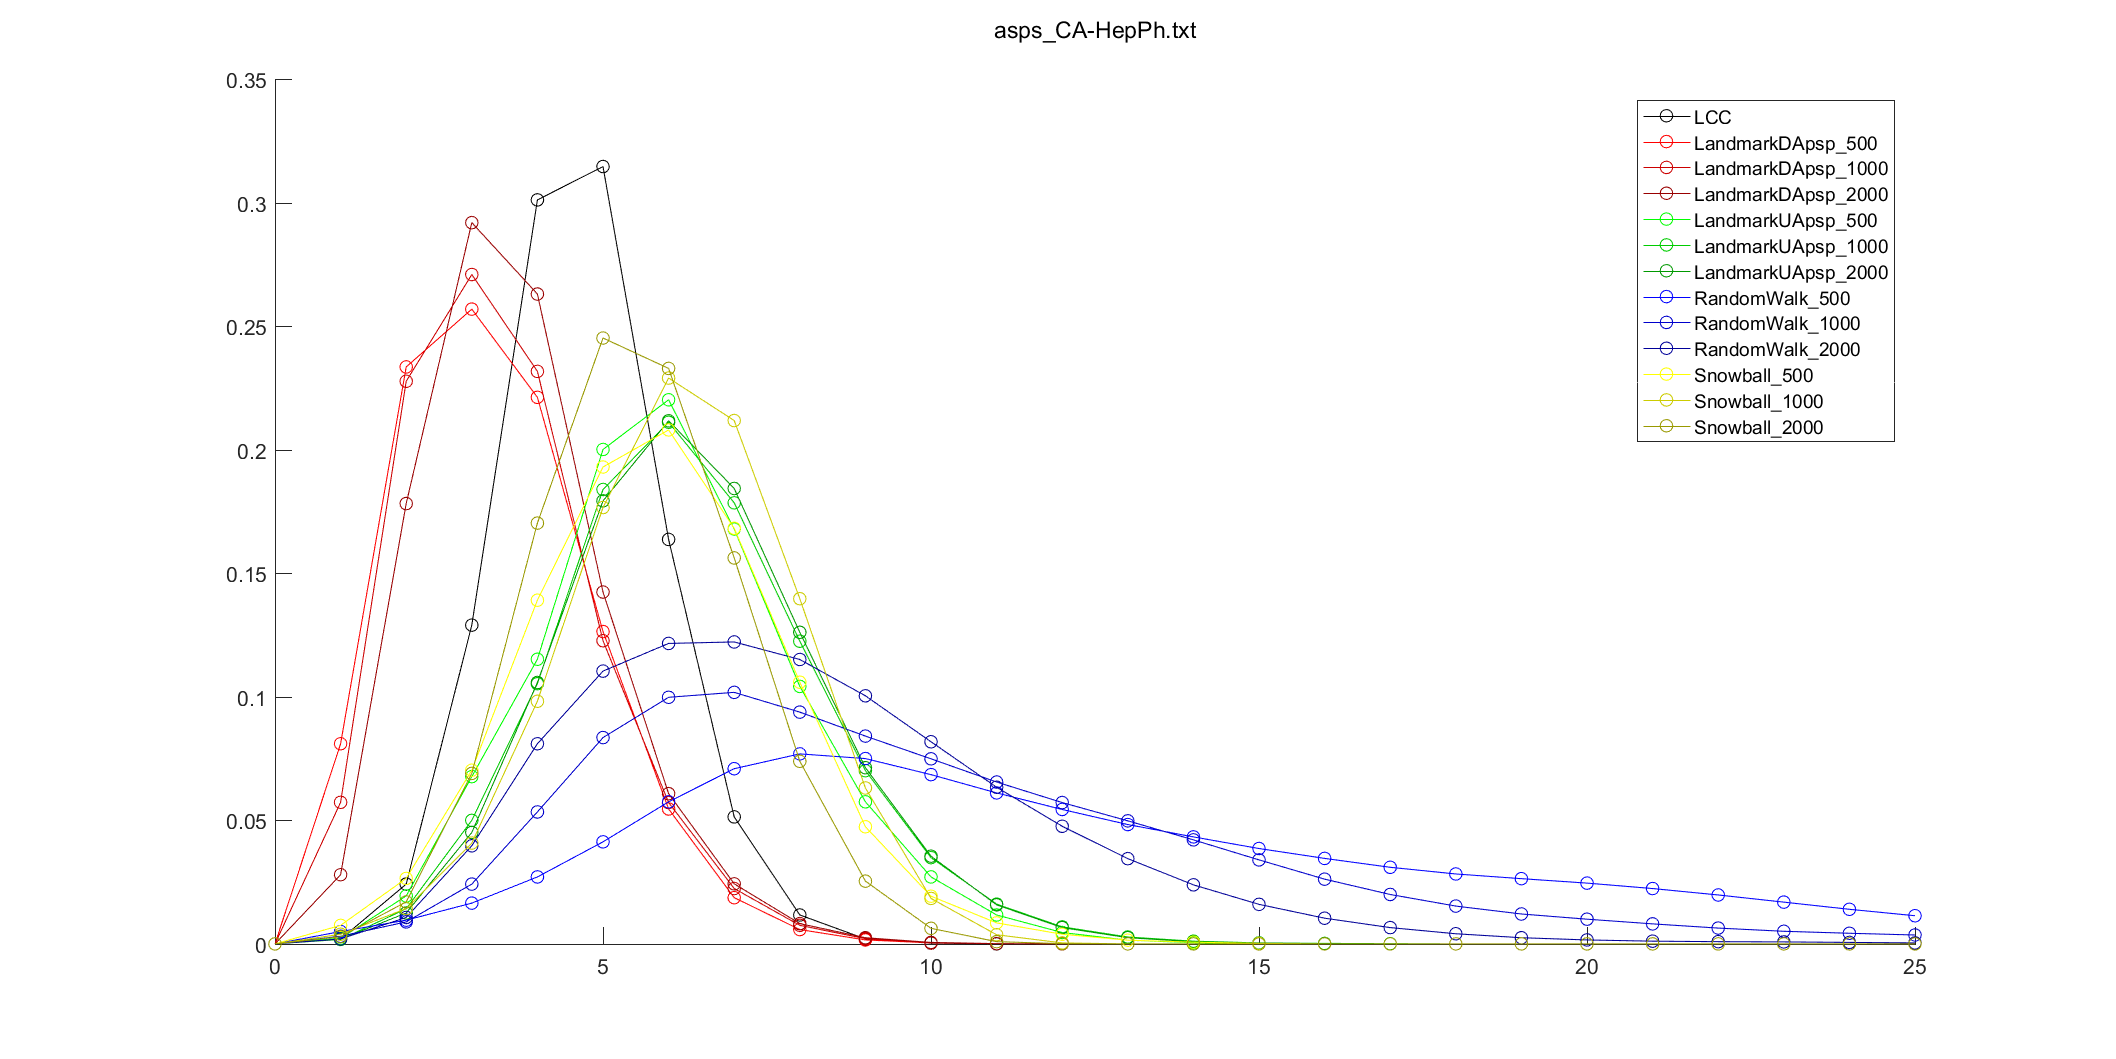 asps_CA-HepPh.txt
0.35
0.3
0.25
0.2
0.15
0.1
0.05
0
0 5 10 15 20 25
LCC
LandmarkDApsp_500
LandmarkDApsp_1000
LandmarkDApsp_2000
LandmarkUApsp_500
LandmarkUApsp_1000
LandmarkUApsp_2000
RandomWalk_500
RandomWalk_1000
RandomWalk_2000
Snowball_500
Snowball_1000
Snowball_2000